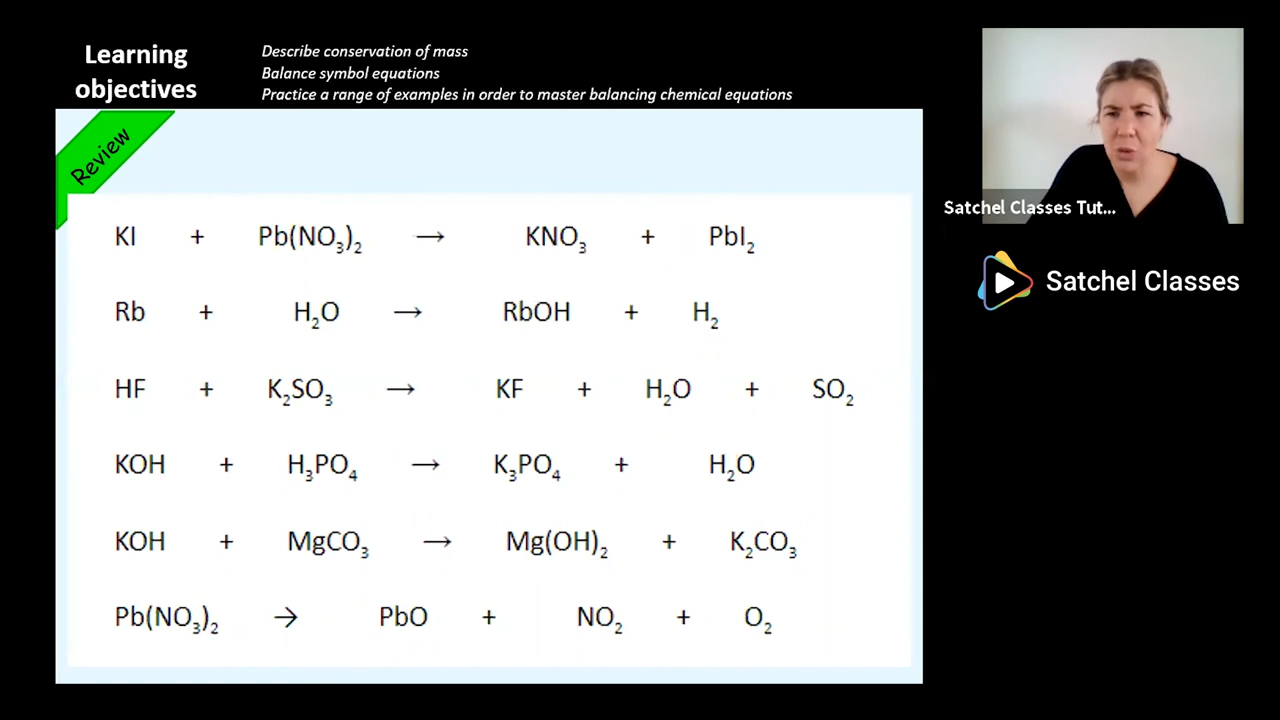 Learning
objectives
Describe conservation of mass
Balance symbol equations
Practice a range of examples in order to master balancing chemical equations
Review
KI + Pb(NO₃)₂ → KNO₃ + PbI₂
Rb + H₂O → RbOH + H₂
HF + K₂SO₃ → KF + H₂O + SO₂
KOH + H₃PO₄ → K₃PO₄ + H₂O
KOH + MgCO₃ → Mg(OH)₂ + K₂CO₃
Pb(NO₃)₂ → PbO + NO₂ + O₂
Satchel Classes Tut...
Satchel Classes